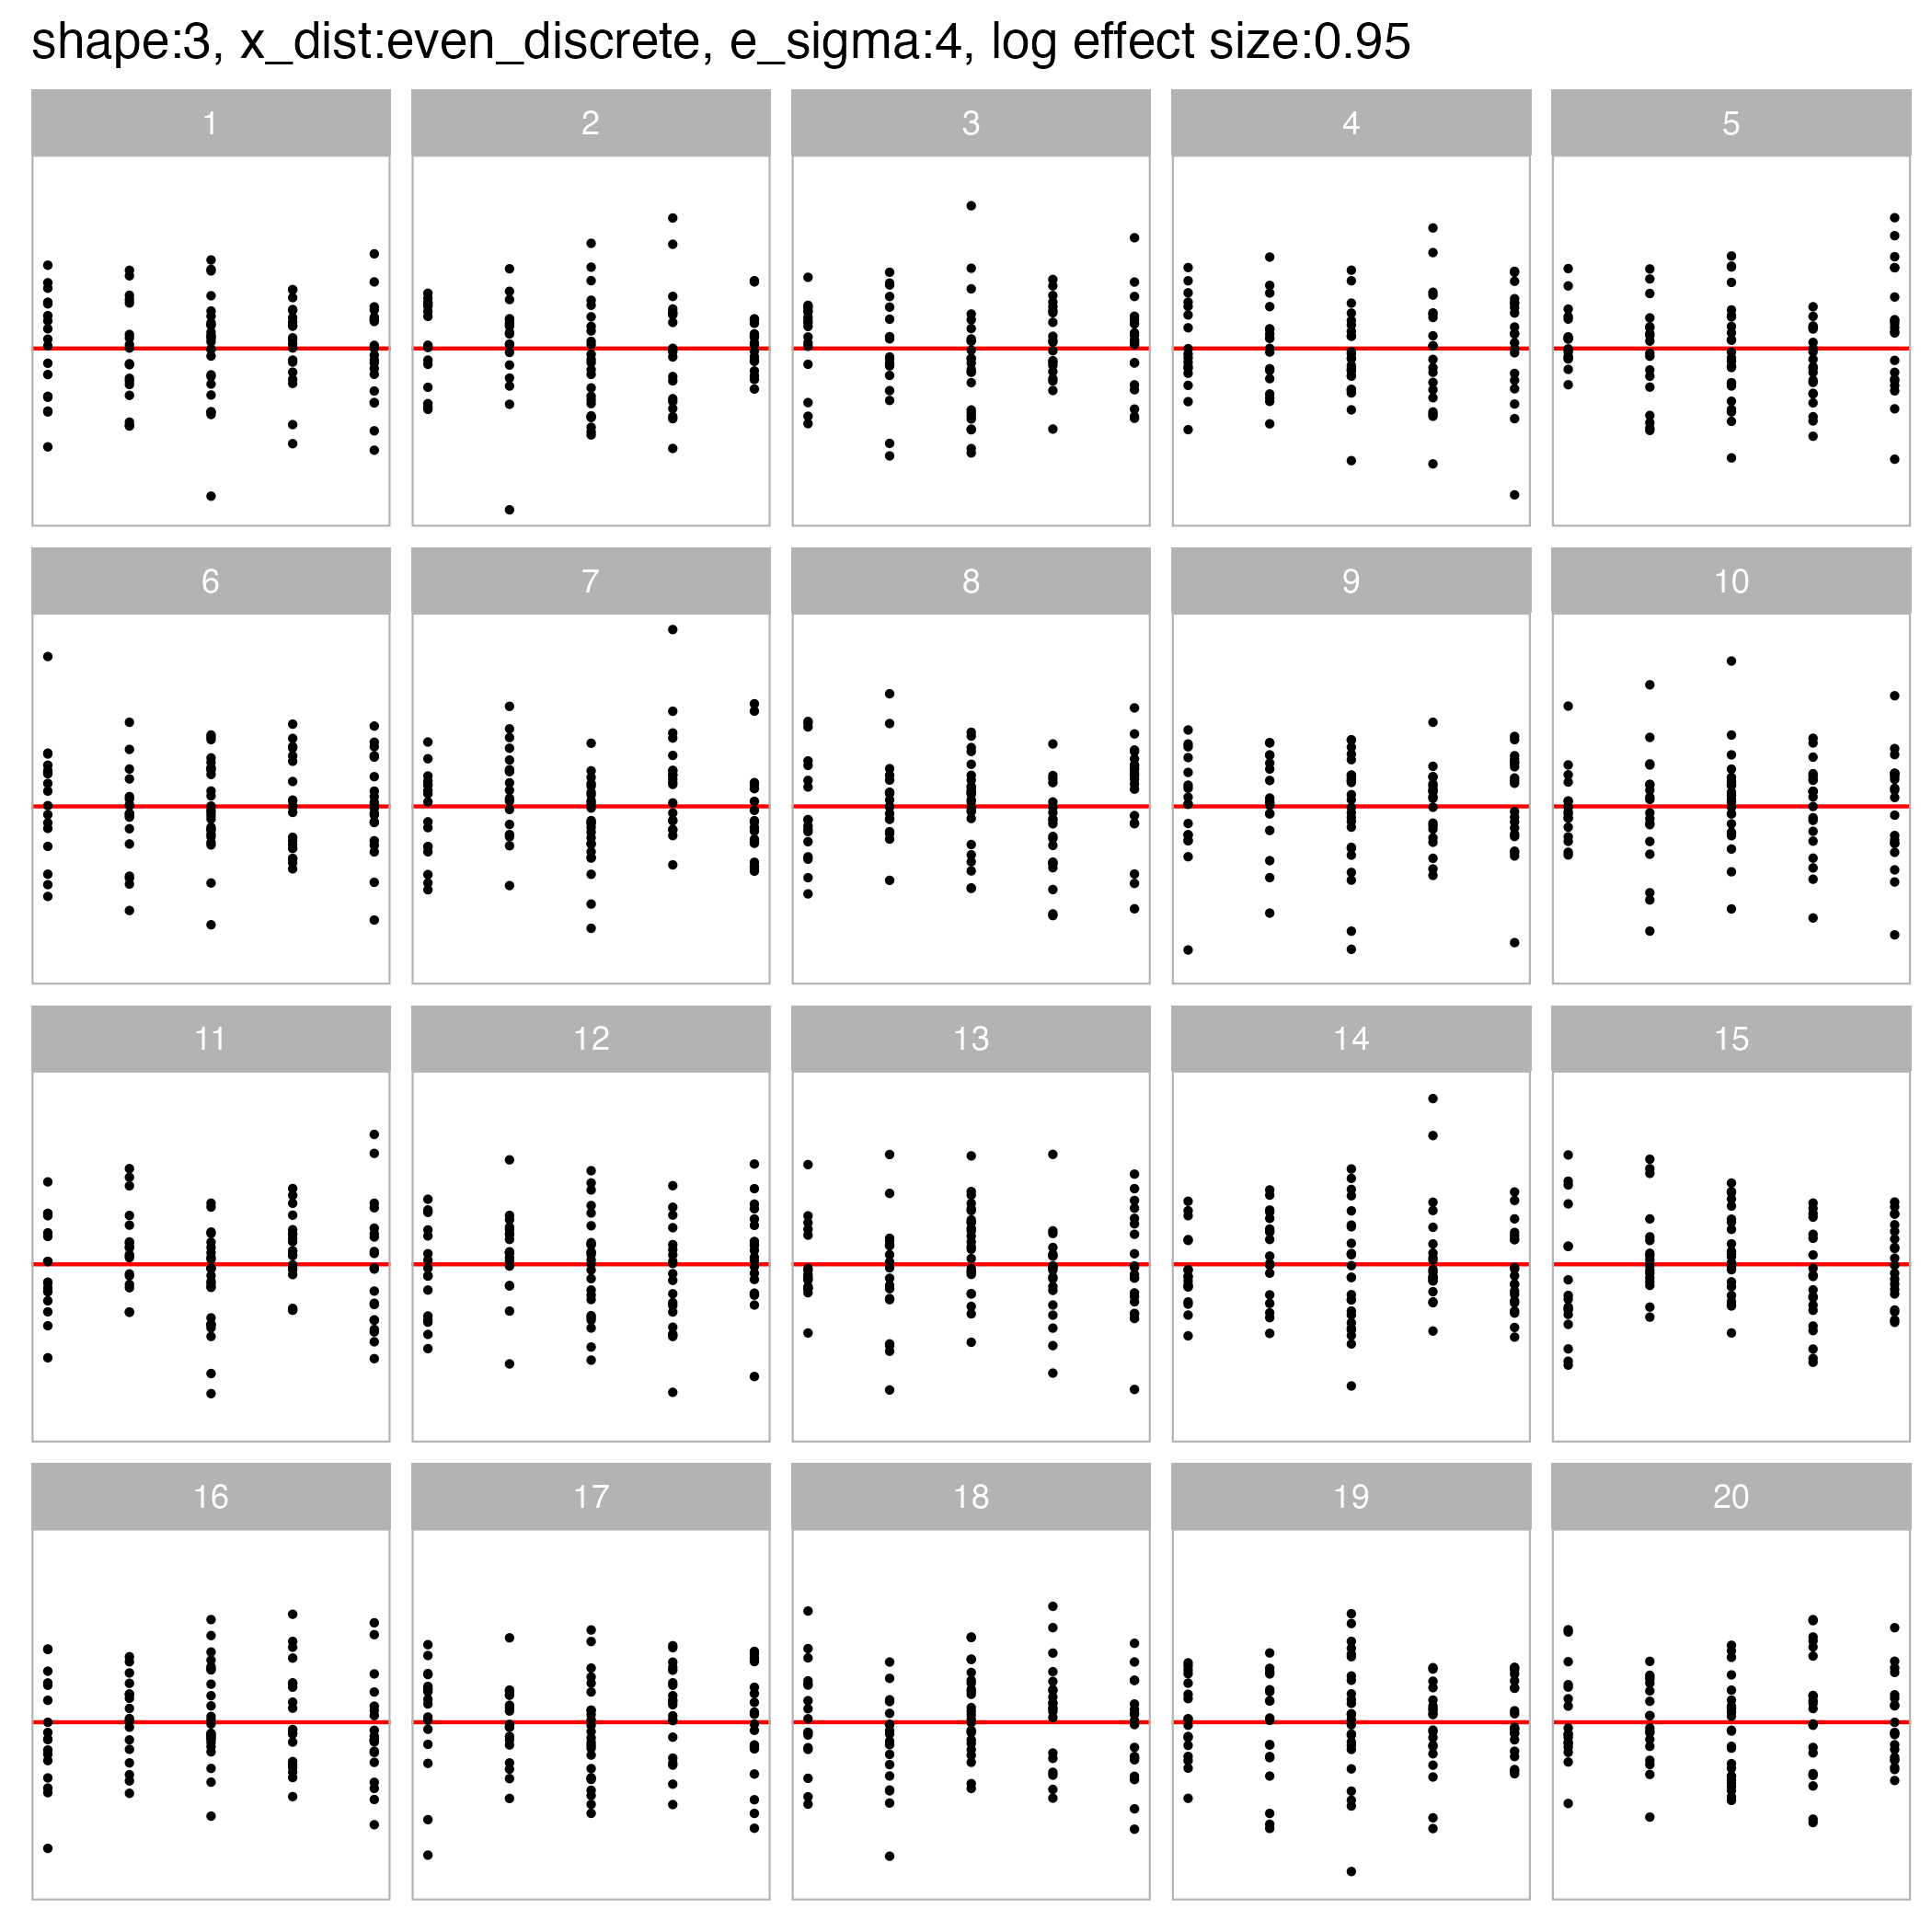 shape:3, x_dist:even_discrete, e_sigma:4, log effect size:0.95
1 2 3 4 5
6 7 8 9 10
11 12 13 14 15
16 17 18 19 20